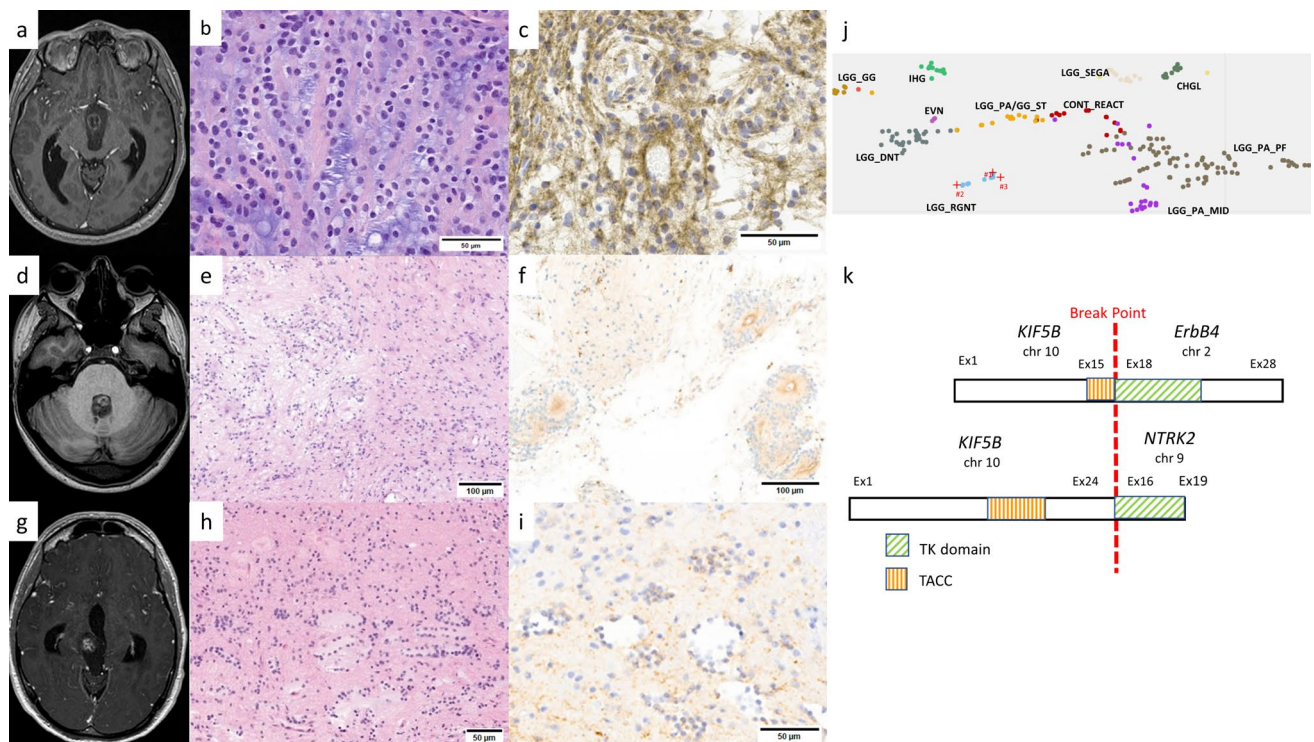 a
b
c
50 µm
50 µm
d
e
f
100 µm
100 µm
g
h
i
50 µm
50 µm
j
LGG_GG
IHG
LGG_SEGA
CHGL
EVN
LGG_PA/GG_ST
CONT_REACT
LGG_DNT
LGG_PA_PF
#2
#3
LGG_RGNT
LGG_PA_MID
k
Break Point
KIF5B
ErbB4
chr 10
chr 2
Ex1
Ex15
Ex18
Ex28
KIF5B
NTRK2
chr 10
chr 9
Ex1
Ex24
Ex16
Ex19
TK domain
TACC